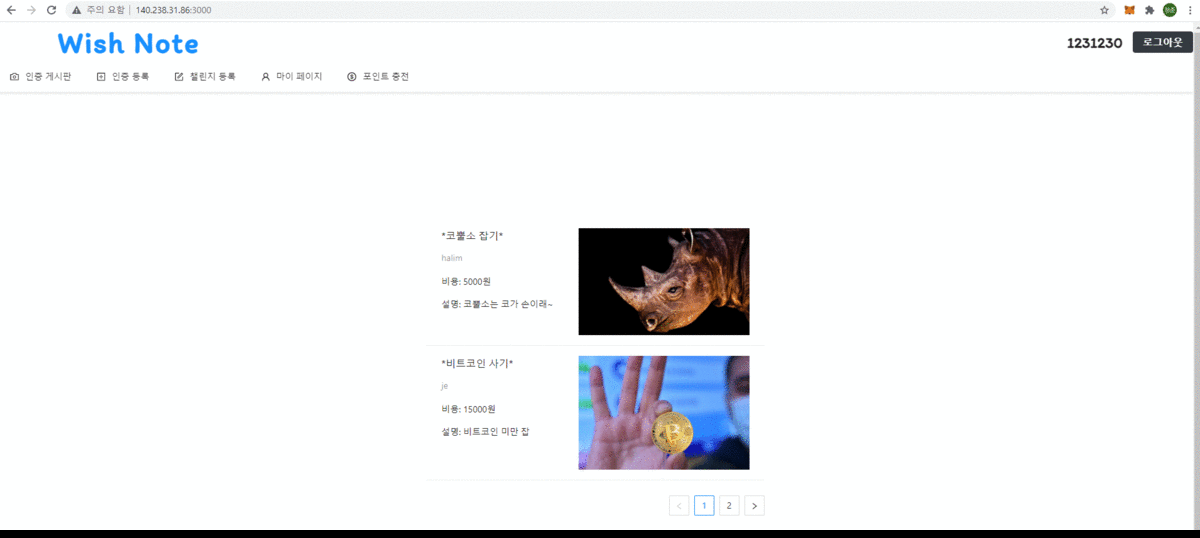 주의 요함 | 140.238.31.86:3000
Wish Note
1231230 로그아웃
인증 게시판 인증 등록 챌린지 등록 마이 페이지 포인트 충전
*코뿔소 잡기*
halim
비용: 5000원
설명: 코뿔소는 코가 손이래~
*비트코인 사기*
je
비용: 15000원
설명: 비트코인 미만 잡
< 1 2 >